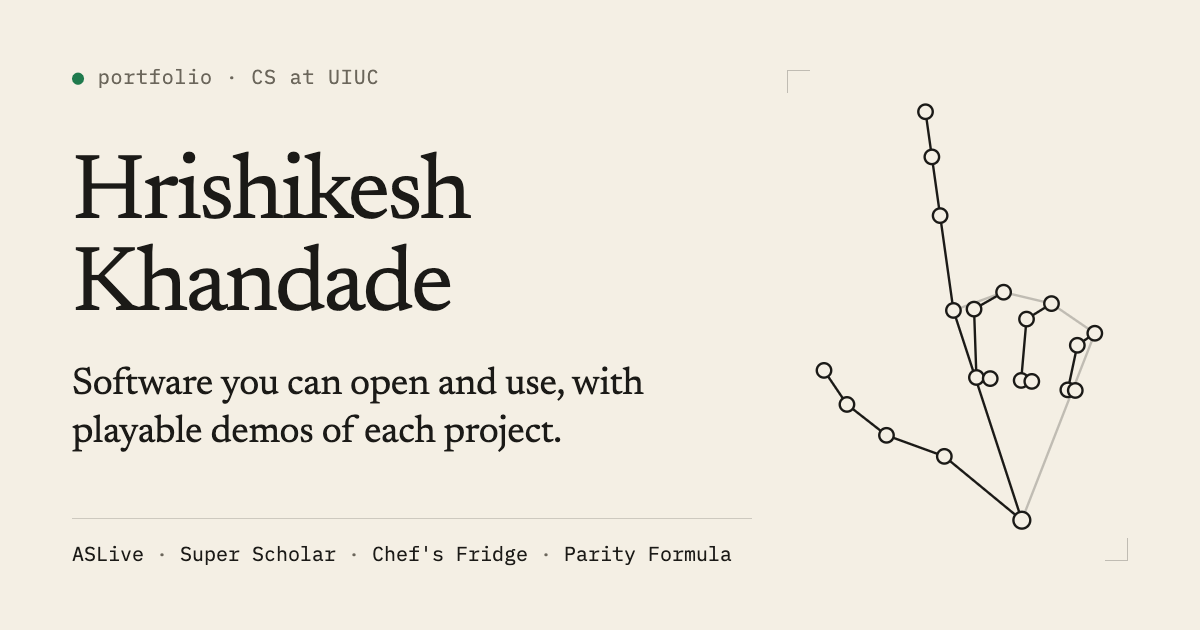 portfolio · CS at UIUC
Hrishikesh
Khandade
Software you can open and use, with
playable demos of each project.
ASLive · Super Scholar · Chef's Fridge · Parity Formula